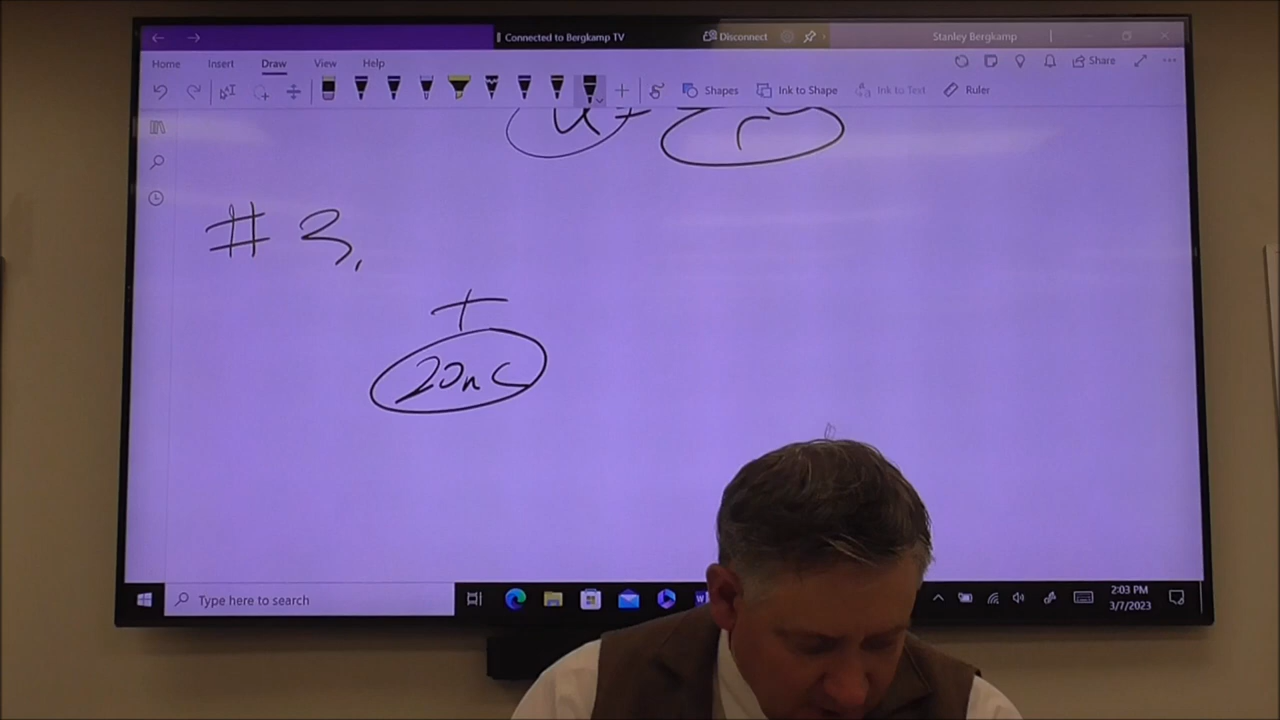 Connected to Bergkamp TV
Disconnect
Stanley Bergkamp
Home Insert Draw View Help
Share
Shapes Ink to Shape Ink to Text Ruler
u + r
# 3.
+
20nC
Type here to search
2:03 PM
3/7/2023